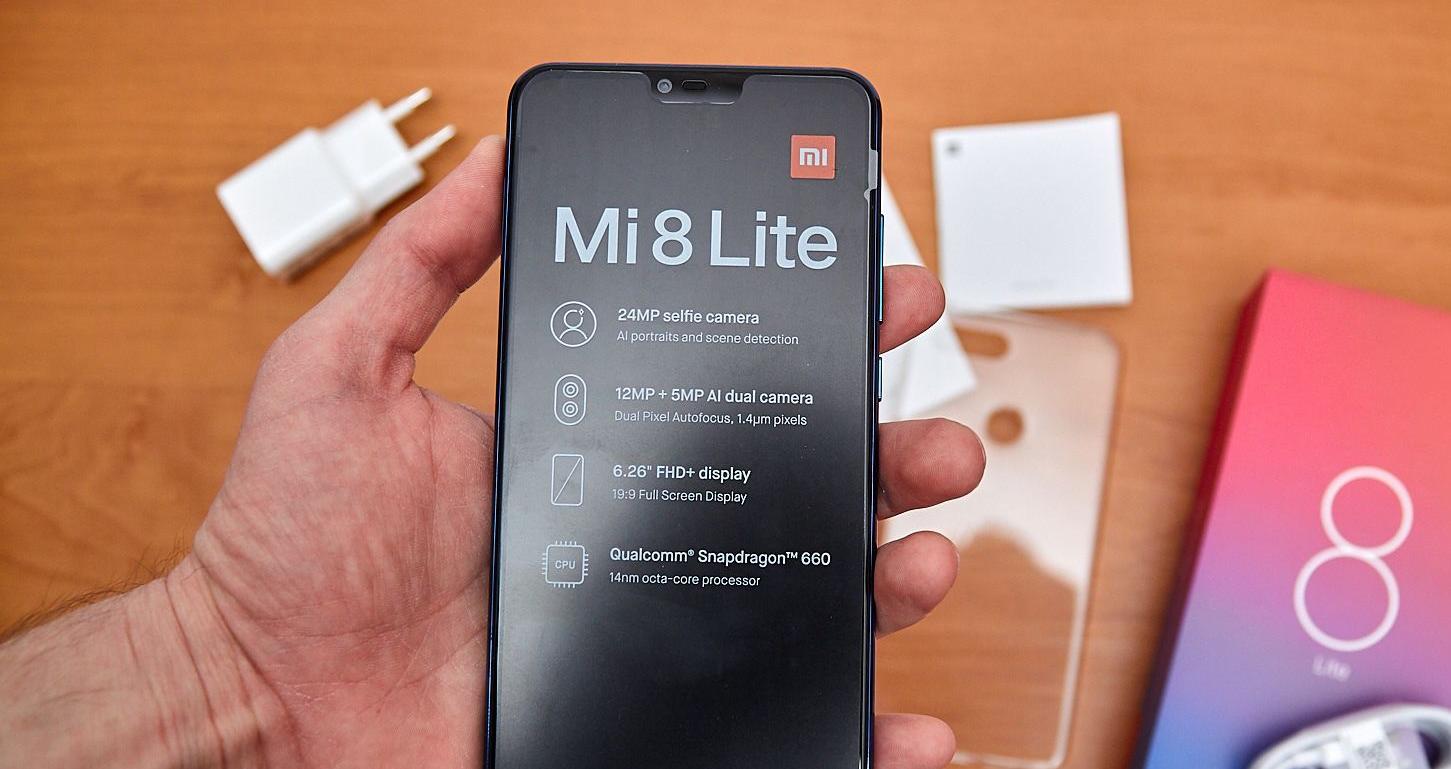 mi
Mi 8 Lite
24MP selfie camera
AI portraits and scene detection
12MP + 5MP AI dual camera
Dual Pixel Autofocus, 1.4μm pixels
6.26" FHD+ display
19:9 Full Screen Display
CPU
Qualcomm® Snapdragon™ 660
14nm octa-core processor
8
Lite